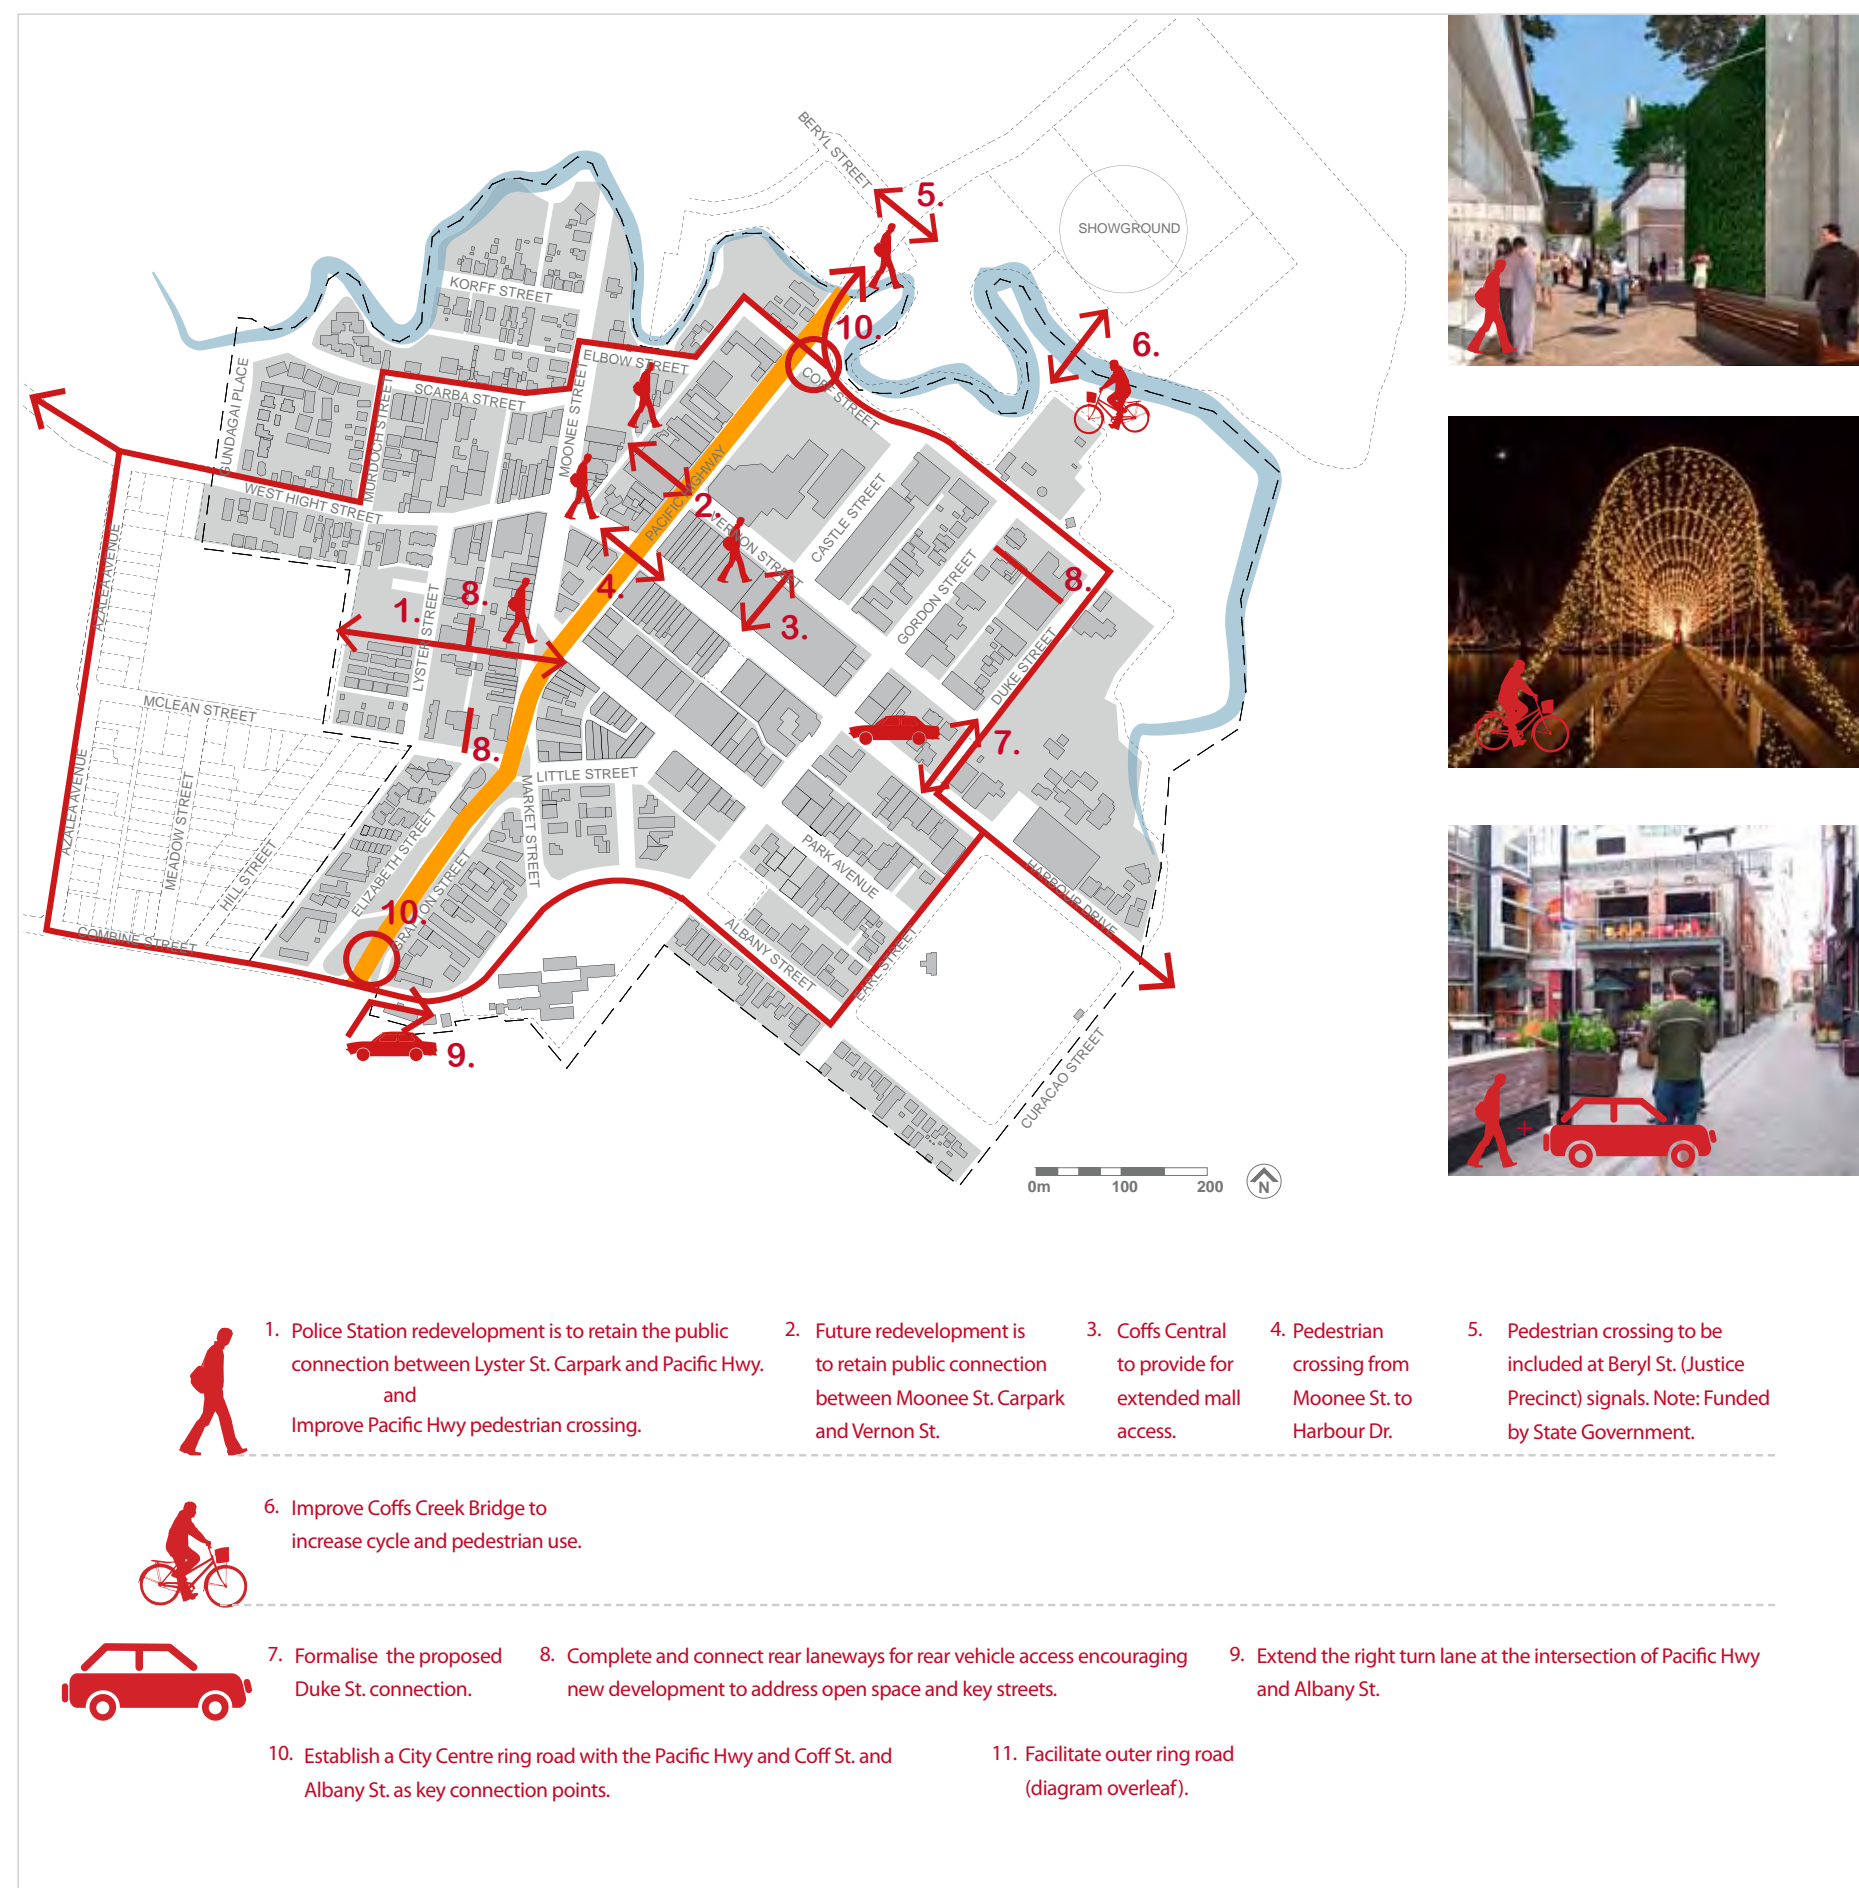 BERYL STREET
5.
SHOWGROUND
KORFF STREET
10.
6.
ELBOW STREET
GUNDAGAI PLACE
SCARBA STREET
MURDOCH STREET
MOONEE STREET
COFF STREET
WEST HIGHT STREET
PACIFIC HIGHWAY
2.
VERNON STREET
CASTLE STREET
AZALEA AVENUE
GORDON STREET
8.
8.
4.
1.
3.
LYSTER STREET
DUKE STREET
MCLEAN STREET
7.
8.
LITTLE STREET
MARKET STREET
AZALEA AVENUE
MEADOW STREET
HILL STREET
ELIZABETH STREET
GRAFTON STREET
PARK AVENUE
HARBOUR DRIVE
10.
COMBINE STREET
ALBANY STREET
EARL STREET
9.
CURACAO STREET
0m 100 200
N
+
1. Police Station redevelopment is to retain the public
connection between Lyster St. Carpark and Pacific Hwy.
and
Improve Pacific Hwy pedestrian crossing.
2. Future redevelopment is
to retain public connection
between Moonee St. Carpark
and Vernon St.
3. Coffs Central
to provide for
extended mall
access.
4. Pedestrian
crossing from
Moonee St. to
Harbour Dr.
5. Pedestrian crossing to be
included at Beryl St. (Justice
Precinct) signals. Note: Funded
by State Government.
6. Improve Coffs Creek Bridge to
increase cycle and pedestrian use.
7. Formalise the proposed
Duke St. connection.
8. Complete and connect rear laneways for rear vehicle access encouraging
new development to address open space and key streets.
9. Extend the right turn lane at the intersection of Pacific Hwy
and Albany St.
10. Establish a City Centre ring road with the Pacific Hwy and Coff St. and
Albany St. as key connection points.
11. Facilitate outer ring road
(diagram overleaf).